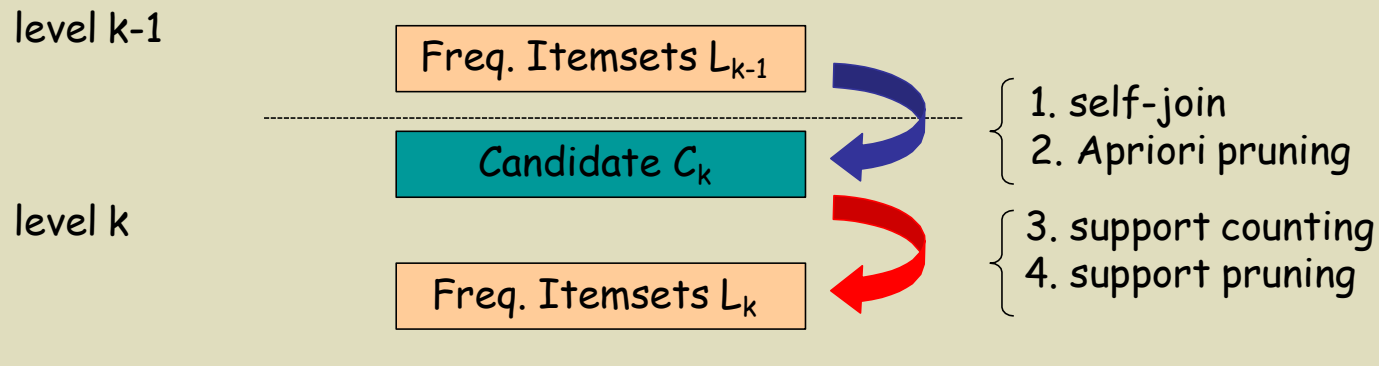 level k-1
Freq. Itemsets Lk-1
1. self-join
2. Apriori pruning
Candidate Ck
level k
3. support counting
4. support pruning
Freq. Itemsets Lk